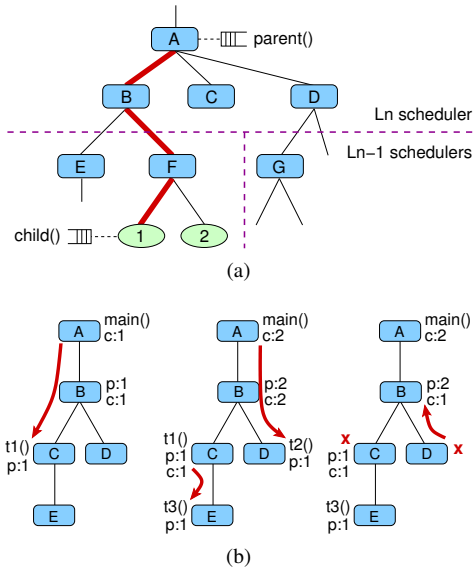 A
parent()
B
C
D
Ln scheduler
Ln−1 schedulers
E
F
G
child()
1
2
(a)
A
main()
c:1
B
p:1
c:1
t1()
p:1
C
D
E
A
main()
c:2
B
p:2
c:2
t1()
p:1
c:1
C
D
t2()
p:1
t3()
p:1
E
A
main()
c:2
B
p:2
c:1
x
p:1
c:1
C
D
x
t3()
p:1
E
(b)